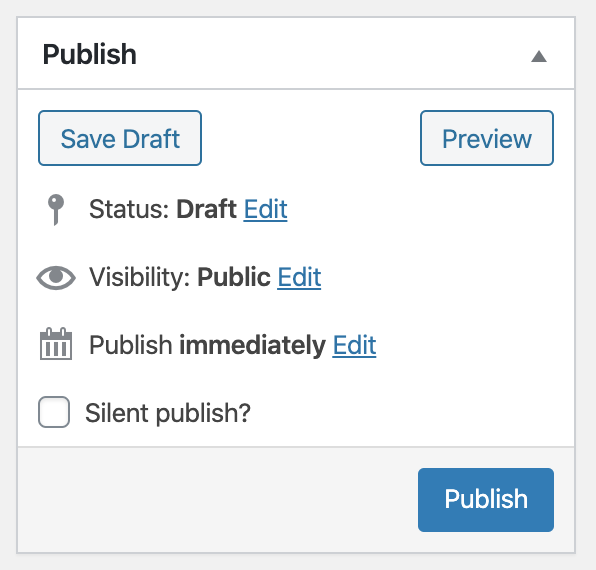 Publish
Save Draft Preview
Status: Draft Edit
Visibility: Public Edit
Publish immediately Edit
Silent publish?
Publish